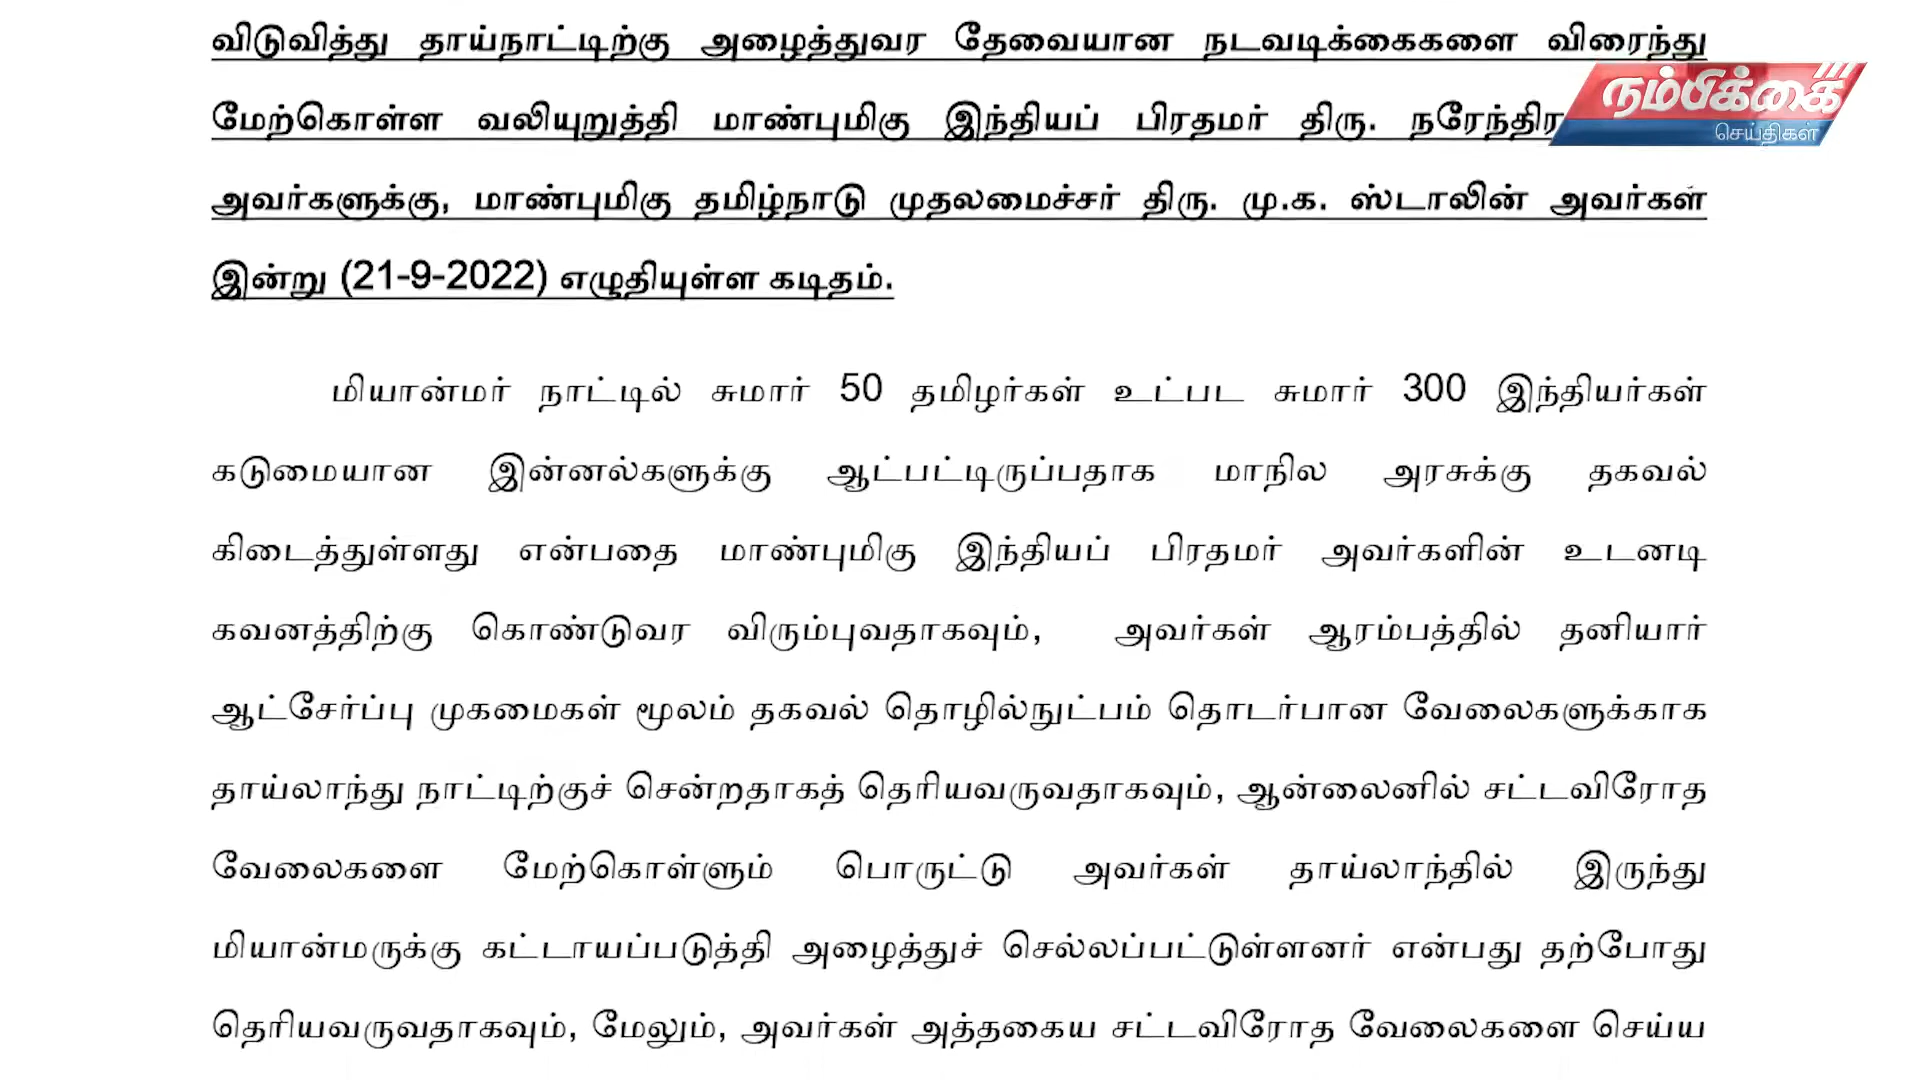 விடுவித்து தாய்நாட்டிற்கு அழைத்துவர தேவையான நடவடிக்கைகளை விரைந்து
மேற்கொள்ள வலியுறுத்தி மாண்புமிகு இந்தியப் பிரதமர் திரு. நரேந்திர
நம்பிக்கை
செய்திகள்
அவர்களுக்கு, மாண்புமிகு தமிழ்நாடு முதலமைச்சர் திரு. மு.க. ஸ்டாலின் அவர்கள்
இன்று (21-9-2022) எழுதியுள்ள கடிதம்.
மியான்மர் நாட்டில் சுமார் 50 தமிழர்கள் உட்பட சுமார் 300 இந்தியர்கள்
கடுமையான இன்னல்களுக்கு ஆட்பட்டிருப்பதாக மாநில அரசுக்கு தகவல்
கிடைத்துள்ளது என்பதை மாண்புமிகு இந்தியப் பிரதமர் அவர்களின் உடனடி
கவனத்திற்கு கொண்டுவர விரும்புவதாகவும், அவர்கள் ஆரம்பத்தில் தனியார்
ஆட்சேர்ப்பு முகமைகள் மூலம் தகவல் தொழில்நுட்பம் தொடர்பான வேலைகளுக்காக
தாய்லாந்து நாட்டிற்குச் சென்றதாகத் தெரியவருவதாகவும், ஆன்லைனில் சட்டவிரோத
வேலைகளை மேற்கொள்ளும் பொருட்டு அவர்கள் தாய்லாந்தில் இருந்து
மியான்மருக்கு கட்டாயப்படுத்தி அழைத்துச் செல்லப்பட்டுள்ளனர் என்பது தற்போது
தெரியவருவதாகவும், மேலும், அவர்கள் அத்தகைய சட்டவிரோத வேலைகளை செய்ய